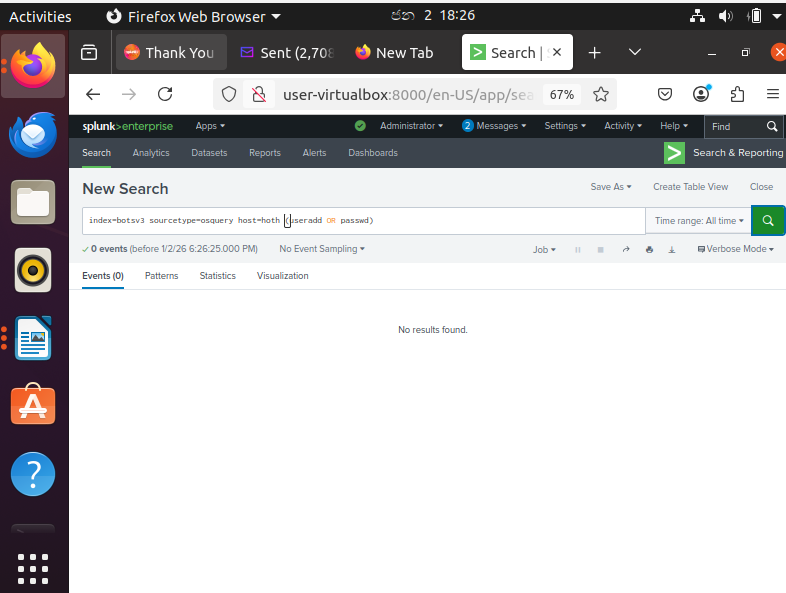 Activities Firefox Web Browser ජන 2 18:26
Thank You Sent (2,708 New Tab Search |
user-virtualbox:8000/en-US/app/sea 67%
splunk>enterprise Apps Administrator 2 Messages Settings Activity Help Find
Search Analytics Datasets Reports Alerts Dashboards Search & Reporting
New Search Save As Create Table View Close
index=botsv3 sourcetype=osquery host=hoth (useradd OR passwd) Time range: All time
0 events (before 1/2/26 6:26:25.000 PM) No Event Sampling Job Verbose Mode
Events (0) Patterns Statistics Visualization
No results found.